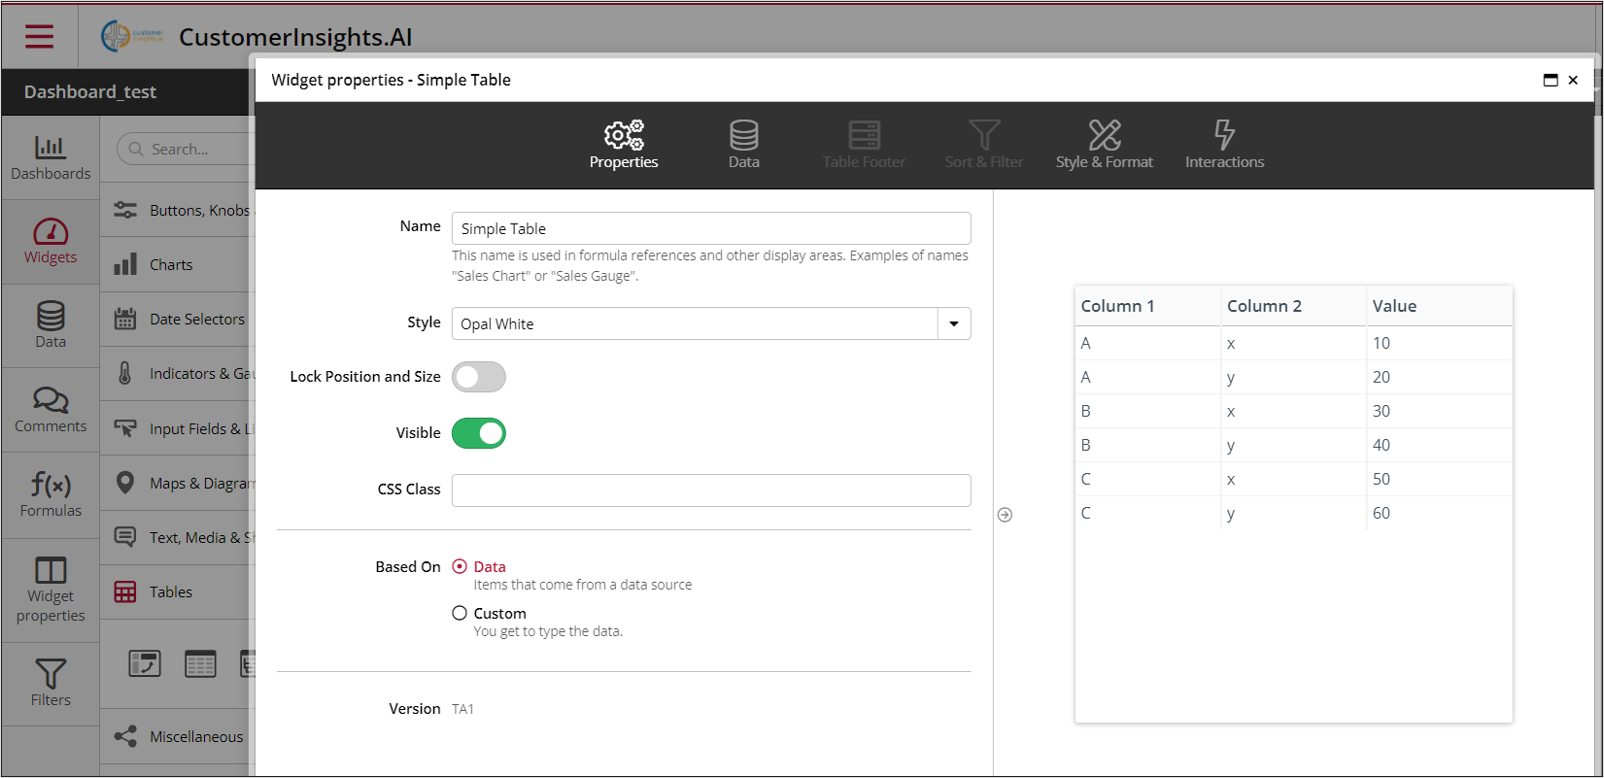 customer
insights.ai
CustomerInsights.AI
Dashboard_test
Widget properties - Simple Table
Properties
Data
Table Footer
Sort & Filter
Style & Format
Interactions
Dashboards
Widgets
Data
Comments
f(x)
Formulas
Widget
properties
Filters
Search...
Buttons, Knobs
Charts
Date Selectors
Indicators & Gau
Input Fields & Li
Maps & Diagram
Text, Media & Sh
Tables
Miscellaneous
Name
Simple Table
This name is used in formula references and other display areas. Examples of names
"Sales Chart" or "Sales Gauge".
Style
Opal White
Lock Position and Size
Visible
CSS Class
Based On
Data
Items that come from a data source
Custom
You get to type the data.
Version TA1
Column 1 Column 2 Value
A x 10
A y 20
B x 30
B y 40
C x 50
C y 60